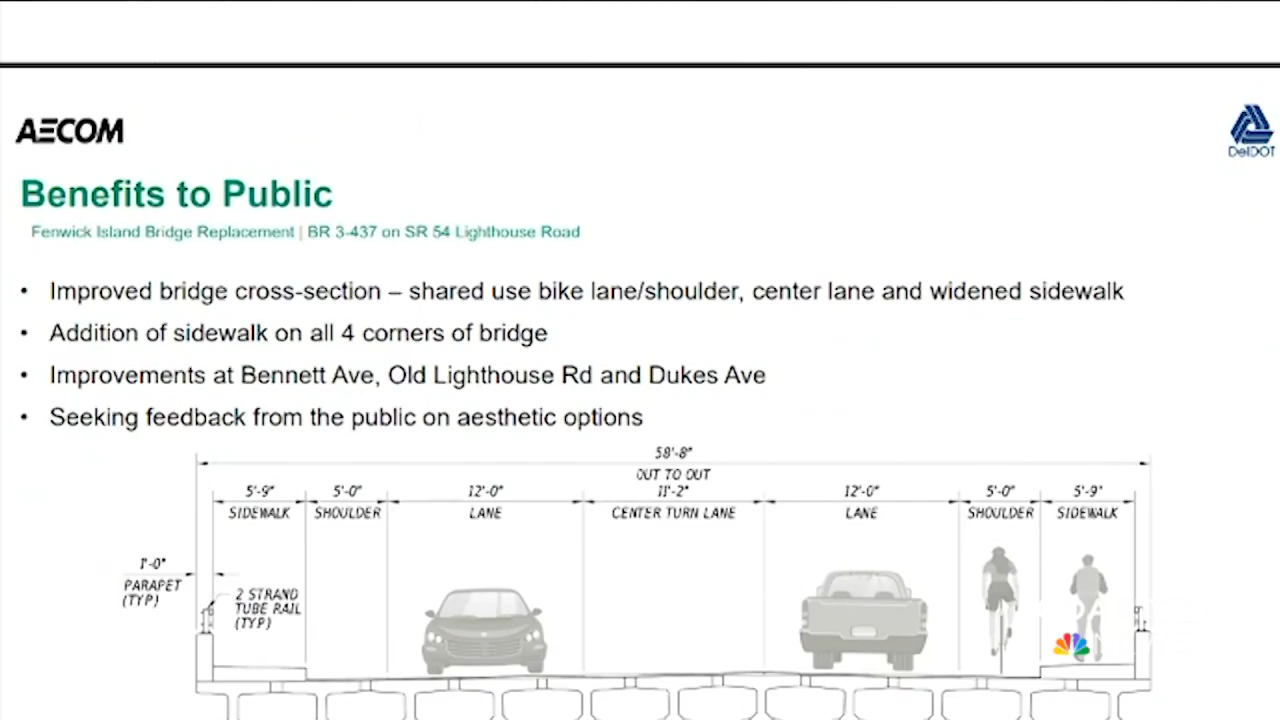 AECOM
DelDOT
Benefits to Public
Fenwick Island Bridge Replacement | BR 3-437 on SR 54 Lighthouse Road
• Improved bridge cross-section – shared use bike lane/shoulder, center lane and widened sidewalk
• Addition of sidewalk on all 4 corners of bridge
• Improvements at Bennett Ave, Old Lighthouse Rd and Dukes Ave
• Seeking feedback from the public on aesthetic options
58'-8"
OUT TO OUT
5'-9" 5'-0" 12'-0" 11'-2" 12'-0" 5'-0" 5'-9"
SIDEWALK SHOULDER LANE CENTER TURN LANE LANE SHOULDER SIDEWALK
1'-0"
PARAPET
(TYP)
2 STRAND
TUBE RAIL
(TYP)